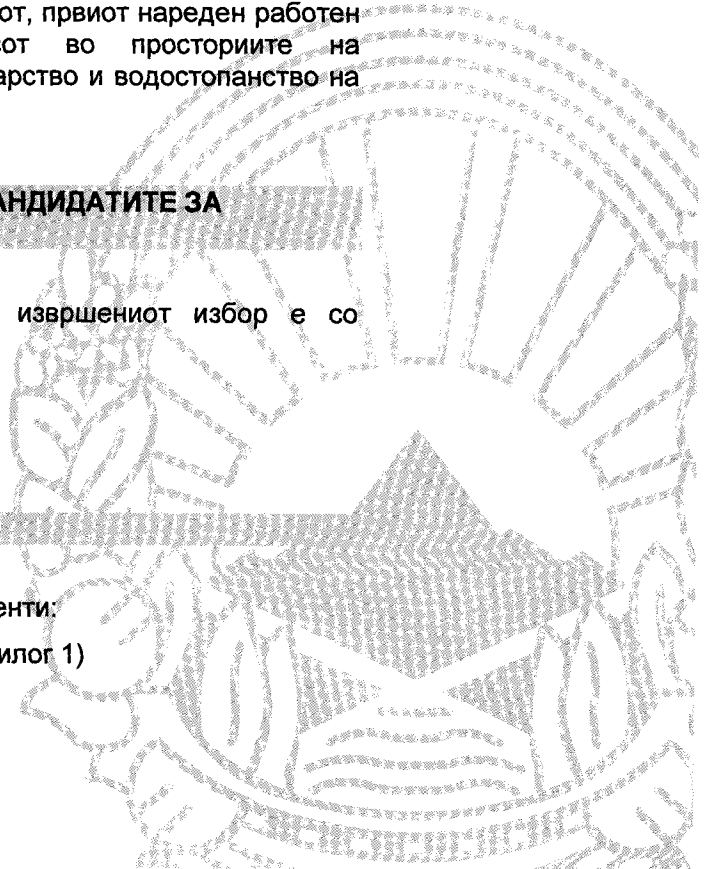 от, првиот нареден работен
от во просториите на
арство и водостопанство на
АНДИДАТИТЕ ЗА
извршениот избор е со
енти:
илог 1)